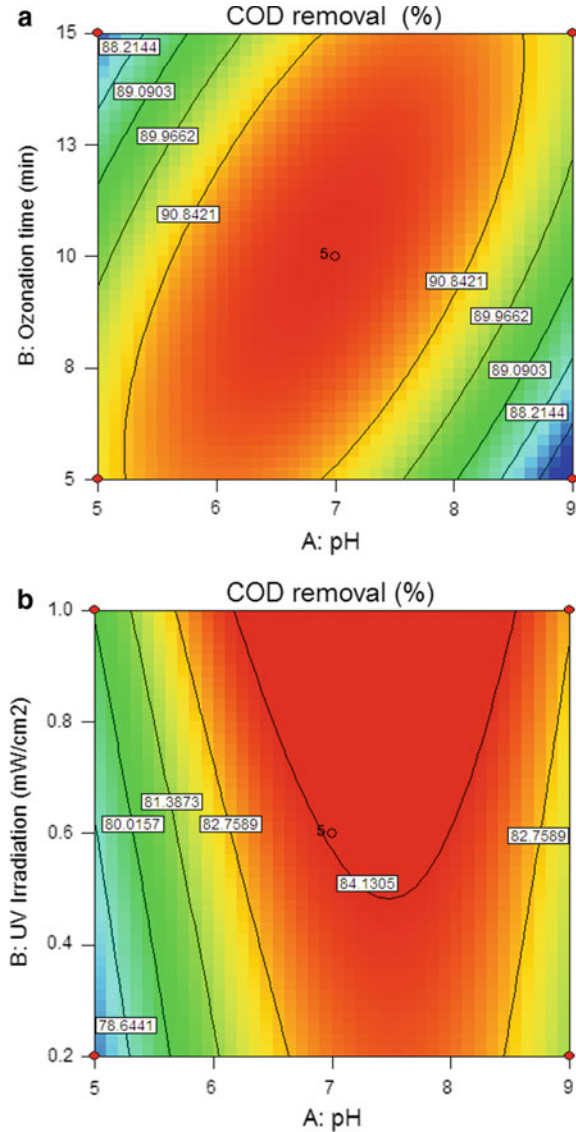 a
COD removal (%)
15
13
10
8
5
B: Ozonation time (min)
88.2144
89.0903
89.9662
90.8421
5
90.8421
89.9662
89.0903
88.2144
5 6 7 8 9
A: pH
b
COD removal (%)
1.0
0.8
0.6
0.4
0.2
B: UV Irradiation (mW/cm2)
81.3873
80.0157
82.7589
5
82.7589
84.1305
78.6441
5 6 7 8 9
A: pH